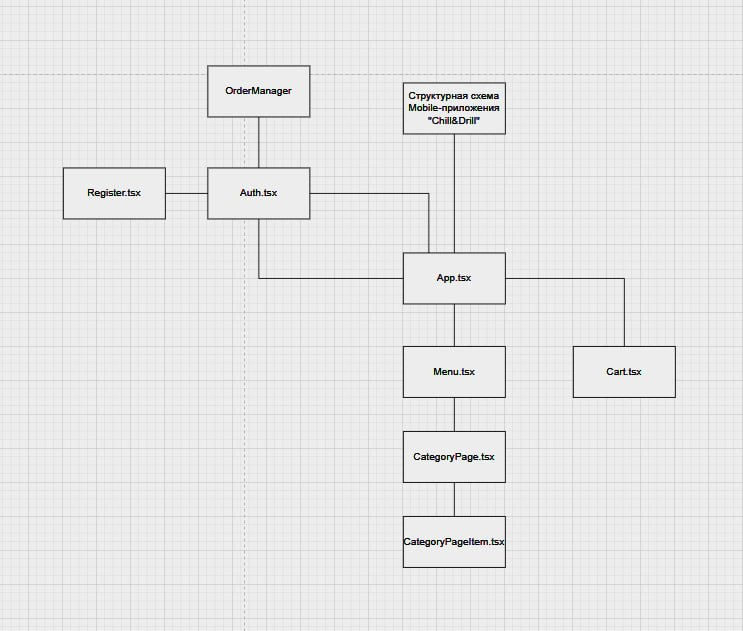 OrderManager
Структурная схема
Mobile-приложения
"Chill&Drill"
Register.tsx
Auth.tsx
App.tsx
Menu.tsx
Cart.tsx
CategoryPage.tsx
CategoryPageItem.tsx